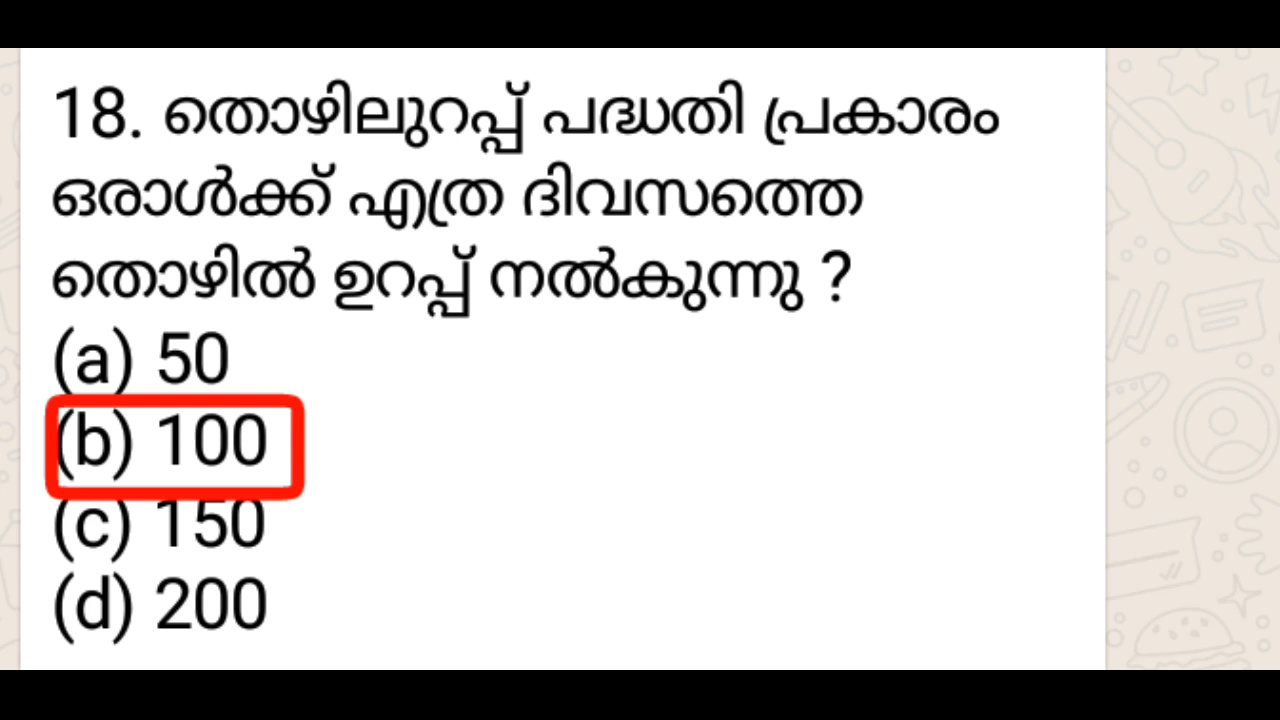 18. തൊഴിലുറപ്പ് പദ്ധതി പ്രകാരം
ഒരാൾക്ക് എത്ര ദിവസത്തെ
തൊഴിൽ ഉറപ്പ് നൽകുന്നു ?
(a) 50
(b) 100
(c) 150
(d) 200